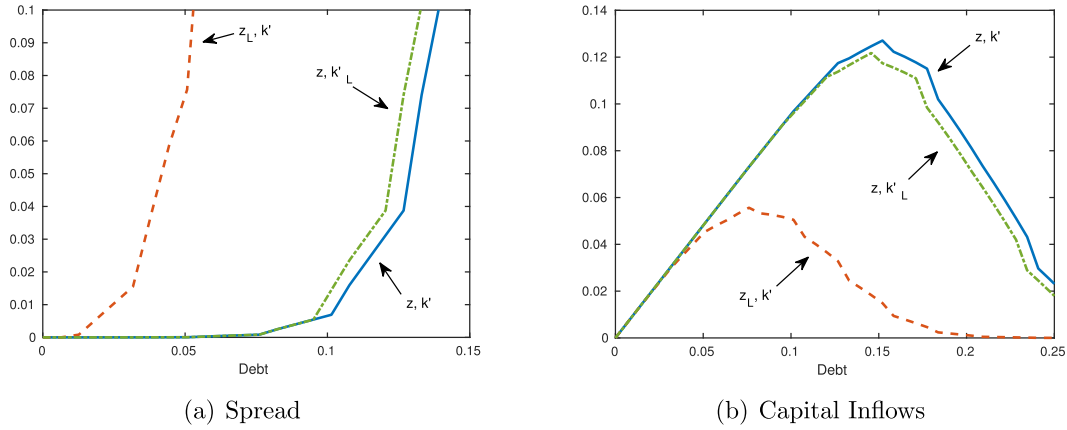 0.1
0.09
0.08
0.07
0.06
0.05
0.04
0.03
0.02
0.01
0
0
0.05
0.1
0.15
Debt
z_L, k'
z, k'_L
z, k'
(a) Spread
0.14
0.12
0.1
0.08
0.06
0.04
0.02
0
0
0.05
0.1
0.15
0.2
0.25
Debt
z, k'
z, k'_L
z_L, k'
(b) Capital Inflows